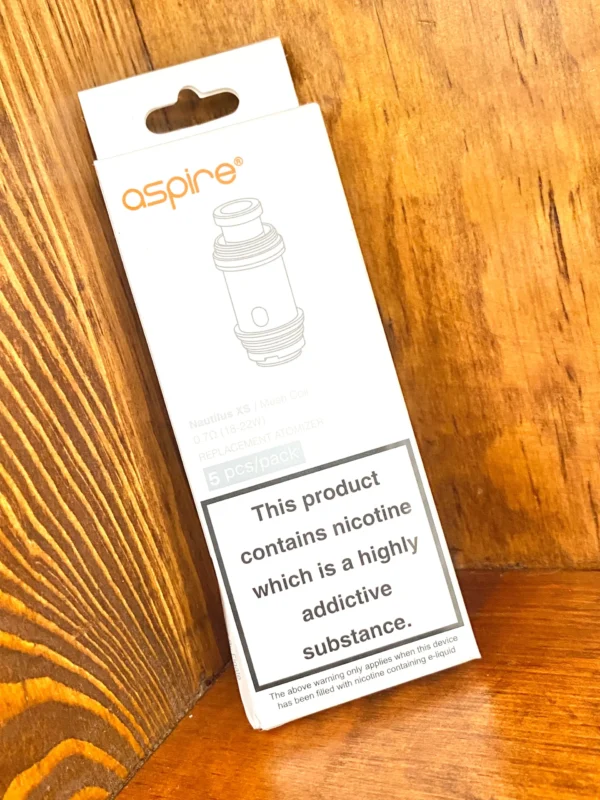 aspire®
Nautilus XS / Mesh Coil
0.7Ω (18-22W)
REPLACEMENT ATOMIZER
5 pcs/pack
This product
contains nicotine
which is a highly
addictive
substance.
The above warning only applies when this device
has been filled with nicotine containing e-liquid